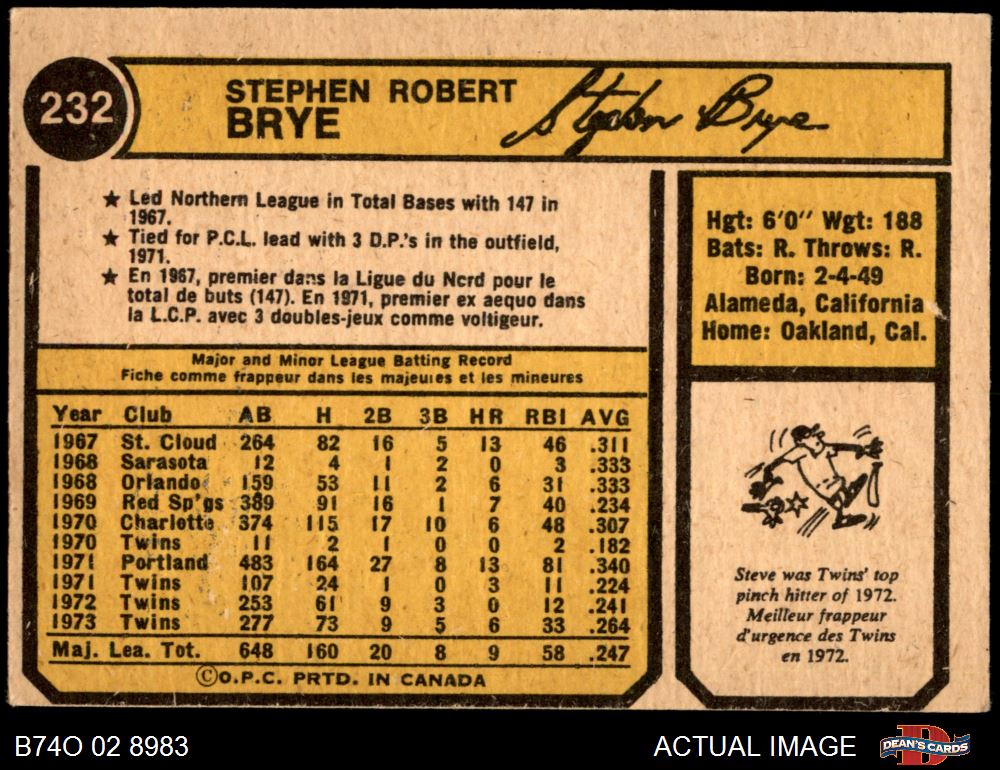 232
STEPHEN ROBERT
BRYE
Stephen Brye
★ Led Northern League in Total Bases with 147 in
1967.
★ Tied for P.C.L. lead with 3 D.P.'s in the outfield,
1971.
★ En 1967, premier dans la Ligue du Nord pour le
total de buts (147). En 1971, premier ex aequo dans
la L.C.P. avec 3 doubles-jeux comme voltigeur.
Hgt: 6'0" Wgt: 188
Bats: R. Throws: R.
Born: 2-4-49
Alameda, California
Home: Oakland, Cal.
Major and Minor League Batting Record
Fiche comme frappeur dans les majeures et les mineures
Year Club AB H 2B 3B HR RBI AVG
1967 St. Cloud 264 82 16 5 13 46 .311
1968 Sarasota 12 4 1 2 0 3 .333
1968 Orlando 159 53 11 2 6 31 .333
1969 Red Sp'gs 389 91 16 1 7 40 .234
1970 Charlotte 374 115 17 10 6 48 .307
1970 Twins 11 2 1 0 0 2 .182
1971 Portland 483 164 27 8 13 81 .340
1971 Twins 107 24 1 0 3 11 .224
1972 Twins 253 61 9 3 0 12 .241
1973 Twins 277 73 9 5 6 33 .264
Maj. Lea. Tot. 648 160 20 8 9 58 .247
©O.P.C. PRTD. IN CANADA
Steve was Twins' top
pinch hitter of 1972.
Meilleur frappeur
d'urgence des Twins
en 1972.
B74O 02 8983
ACTUAL IMAGE
DEAN'S CARDS